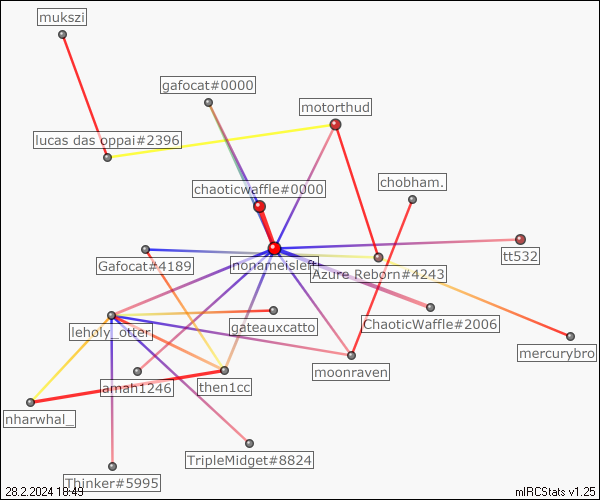 mukszi
gafocat#0000
motorthud
lucas das oppai#2396
chaoticwaffle#0000
chobham.
tt532
Gafocat#4189
nonameisleft
Azure Reborn#4243
leholy_otter
gateauxcatto
ChaoticWaffle#2006
mercurybro
moonraven
amah1246
then1cc
nharwhal_
TripleMidget#8824
Thinker#5995
28.2.2024 18:49
mIRCStats v1.25